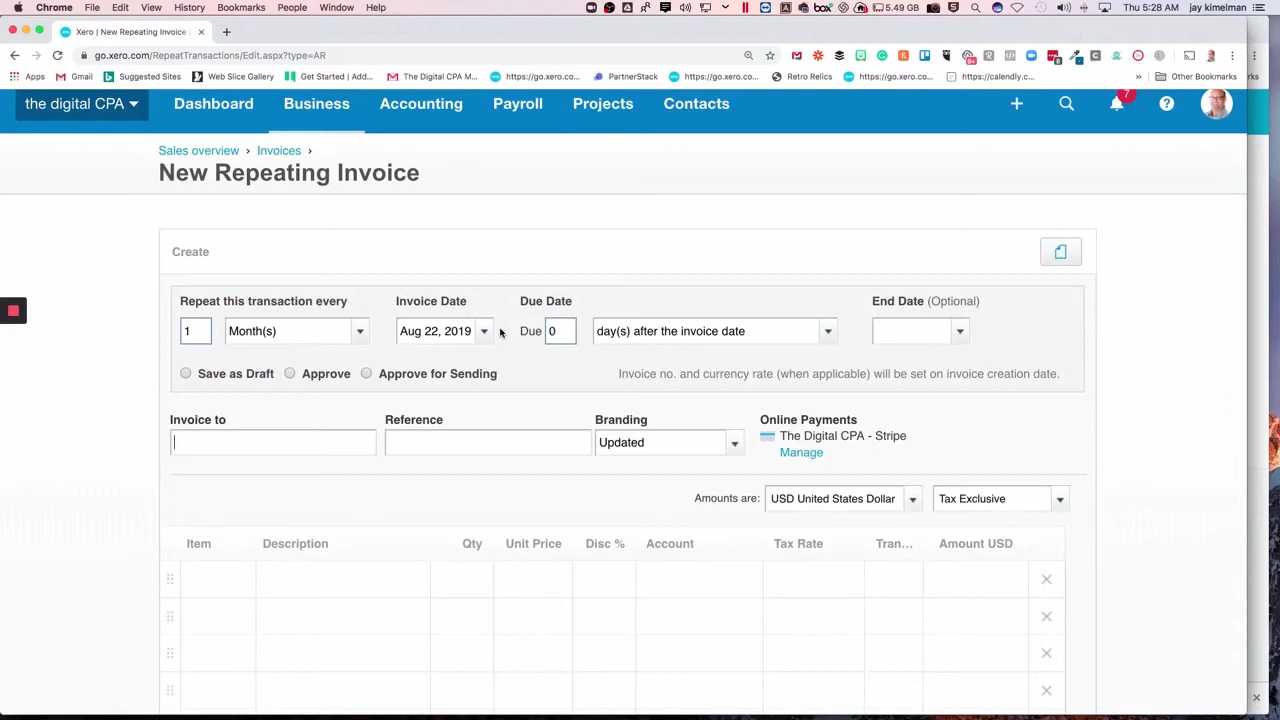 Chrome File Edit View History Bookmarks People Window Help 5.49 GB Thu 5:28 AM jay kimelman
Xero | New Repeating Invoice
go.xero.com/RepeatTransactions/Edit.aspx?type=AR
Apps Gmail Suggested Sites Web Slice Gallery Get Started | Add... The Digital CPA M... https://go.xero.co... PartnerStack https://go.xero.co... Retro Relics https://go.xero.co... https://calendly.c... » Other Bookmarks
the digital CPA Dashboard Business Accounting Payroll Projects Contacts 7
Sales overview › Invoices ›
New Repeating Invoice
Create
Repeat this transaction every Invoice Date Due Date End Date (Optional)
1 Month(s) Aug 22, 2019 Due 0 day(s) after the invoice date
Save as Draft Approve Approve for Sending Invoice no. and currency rate (when applicable) will be set on invoice creation date.
Invoice to Reference Branding Online Payments
Updated The Digital CPA - Stripe
Manage
Amounts are: USD United States Dollar Tax Exclusive
Item Description Qty Unit Price Disc % Account Tax Rate Tran... Amount USD